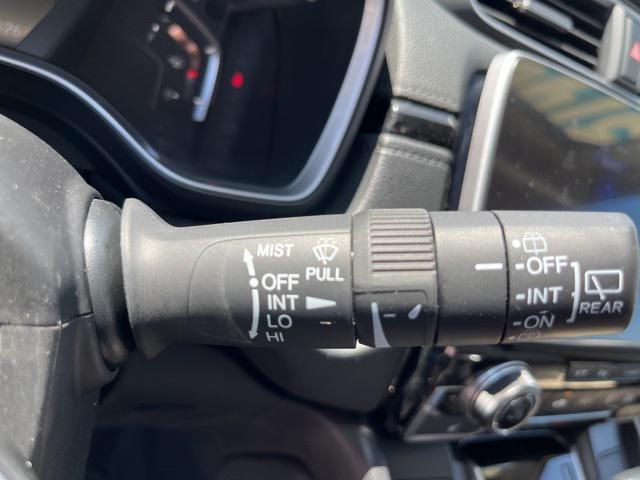 MIST
PULL
OFF
INT
LO
HI
OFF
INT
ON
REAR